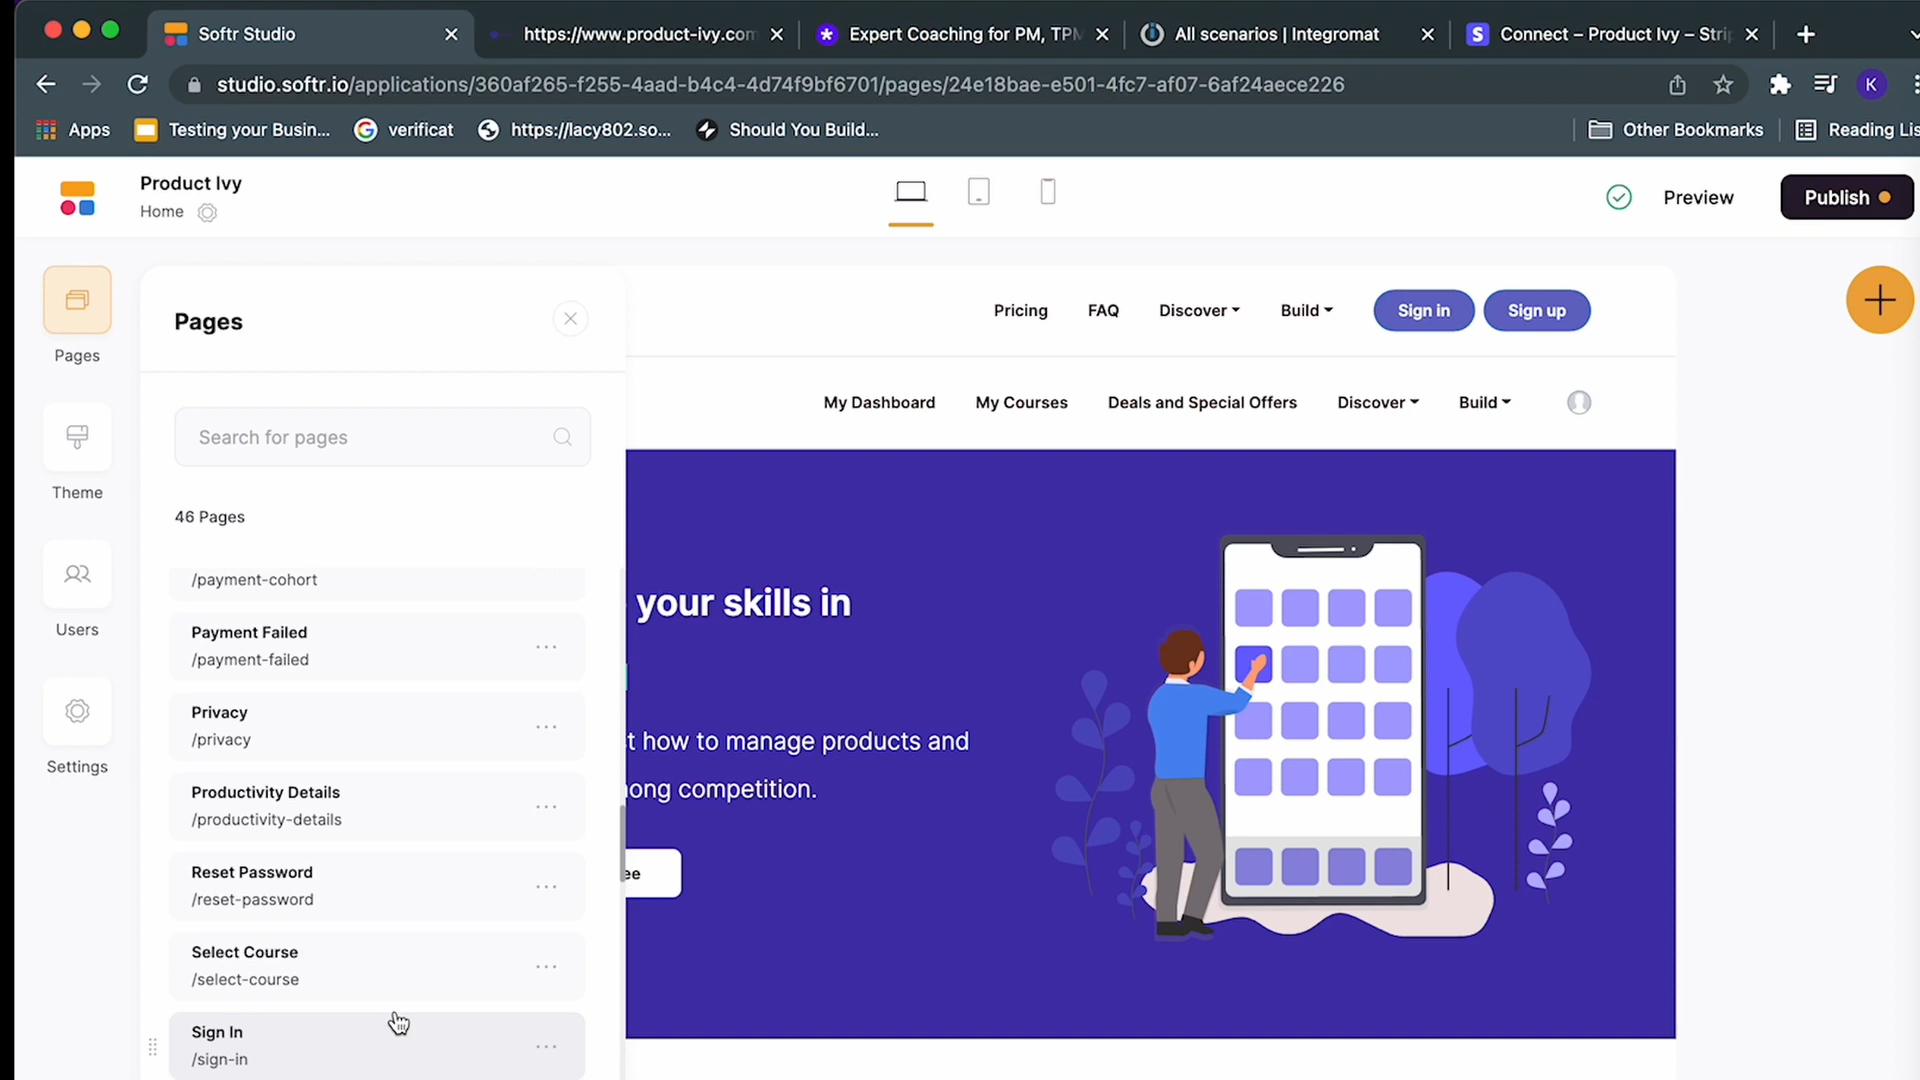 Softr Studio
https://www.product-ivy.com
Expert Coaching for PM, TPM
All scenarios | Integromat
S
Connect – Product Ivy – Stri
studio.softr.io/applications/360af265-f255-4aad-b4c4-4d74f9bf6701/pages/24e18bae-e501-4fc7-af07-6af24aece226
K
Apps
Testing your Busin...
verificat
https://lacy802.so...
Should You Build...
Other Bookmarks
Reading Lis
Product Ivy
Home
Preview
Publish
Pages
Theme
Users
Settings
Pages
Search for pages
46 Pages
/payment-cohort
Payment Failed
/payment-failed
Privacy
/privacy
Productivity Details
/productivity-details
Reset Password
/reset-password
Select Course
/select-course
Sign In
/sign-in
Pricing FAQ Discover Build Sign in Sign up
My Dashboard My Courses Deals and Special Offers Discover Build
your skills in
t how to manage products and
ong competition.
ee